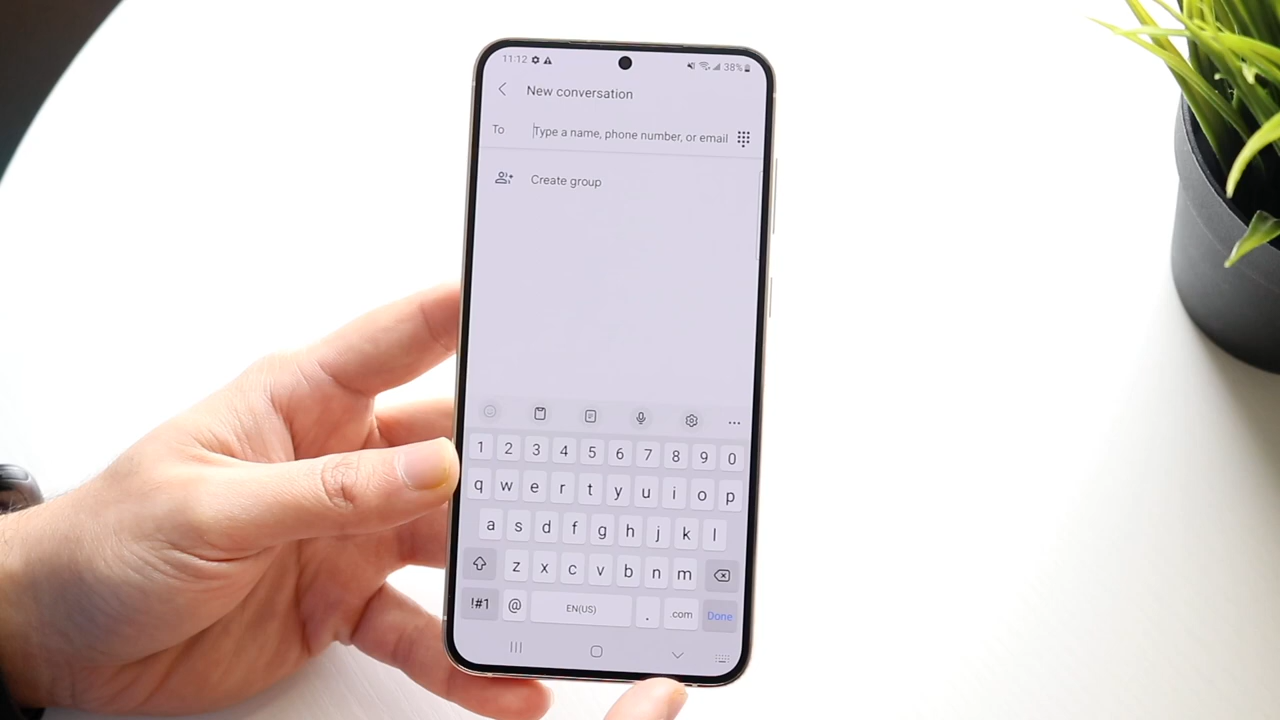 11:12 38%
New conversation
To Type a name, phone number, or email
Create group
1 2 3 4 5 6 7 8 9 0
q w e r t y u i o p
a s d f g h j k l
z x c v b n m
!#1 @ EN(US) . .com Done